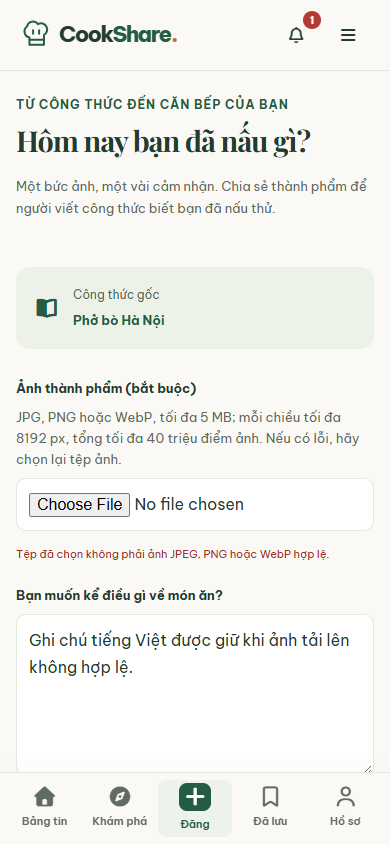 CookShare.
1
TỪ CÔNG THỨC ĐẾN CĂN BẾP CỦA BẠN
Hôm nay bạn đã nấu gì?
Một bức ảnh, một vài cảm nhận. Chia sẻ thành phẩm để
người viết công thức biết bạn đã nấu thử.
Công thức gốc
Phở bò Hà Nội
Ảnh thành phẩm (bắt buộc)
JPG, PNG hoặc WebP, tối đa 5 MB; mỗi chiều tối đa
8192 px, tổng tối đa 40 triệu điểm ảnh. Nếu có lỗi, hãy
chọn lại tệp ảnh.
Choose File No file chosen
Tệp đã chọn không phải ảnh JPEG, PNG hoặc WebP hợp lệ.
Bạn muốn kể điều gì về món ăn?
Ghi chú tiếng Việt được giữ khi ảnh tải lên
không hợp lệ.
Bảng tin Khám phá Đăng Đã lưu Hồ sơ